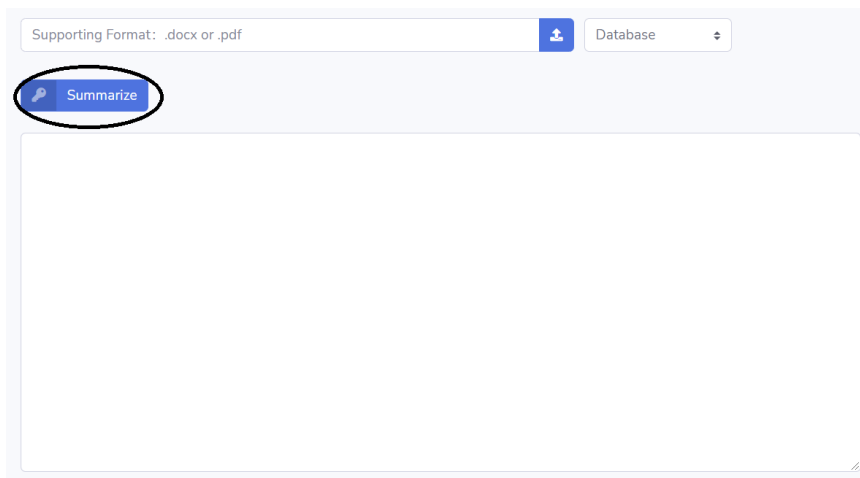 Supporting Format: .docx or .pdf
Database
Summarize